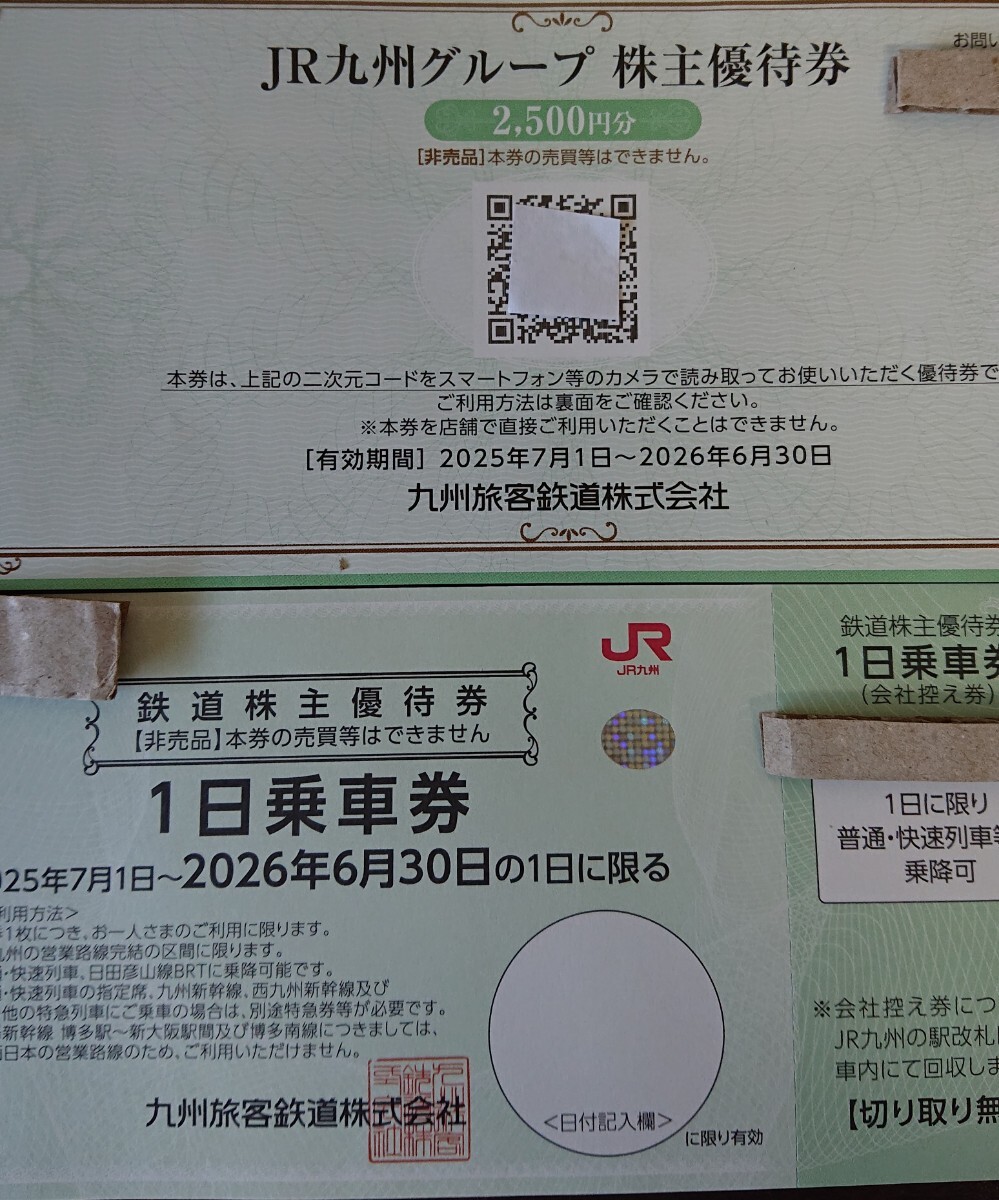 お問い
JR九州グループ 株主優待券
2,500円分
[非売品]本券の売買等はできません。
本券は、上記の二次元コードをスマートフォン等のカメラで読み取ってお使いいただく優待券で
ご利用方法は裏面をご確認ください。
※本券を店舗で直接ご利用いただくことはできません。
[有効期間] 2025年7月1日～2026年6月30日
九州旅客鉄道株式会社
JR
JR九州
鉄道株主優待券
【非売品】本券の売買等はできません
1日乗車券
025年7月1日～2026年6月30日の1日に限る
利用方法＞
1枚につき、お一人さまのご利用に限ります。
九州の営業路線完結の区間に限ります。
・快速列車、日田彦山線BRTに乗降可能です。
・快速列車の指定席、九州新幹線、西九州新幹線及び
他の特急列車にご乗車の場合は、別途特急券等が必要です。
新幹線 博多駅～新大阪駅間及び博多南線につきましては、
日本の営業路線のため、ご利用いただけません。
九州旅客鉄道株式会社
＜日付記入欄＞
に限り有効
鉄道株主優待券
1日乗車券
（会社控え券）
1日に限り
普通・快速列車等
乗降可
※会社控え券につ
JR九州の駅改札
車内にて回収しま
【切り取り無